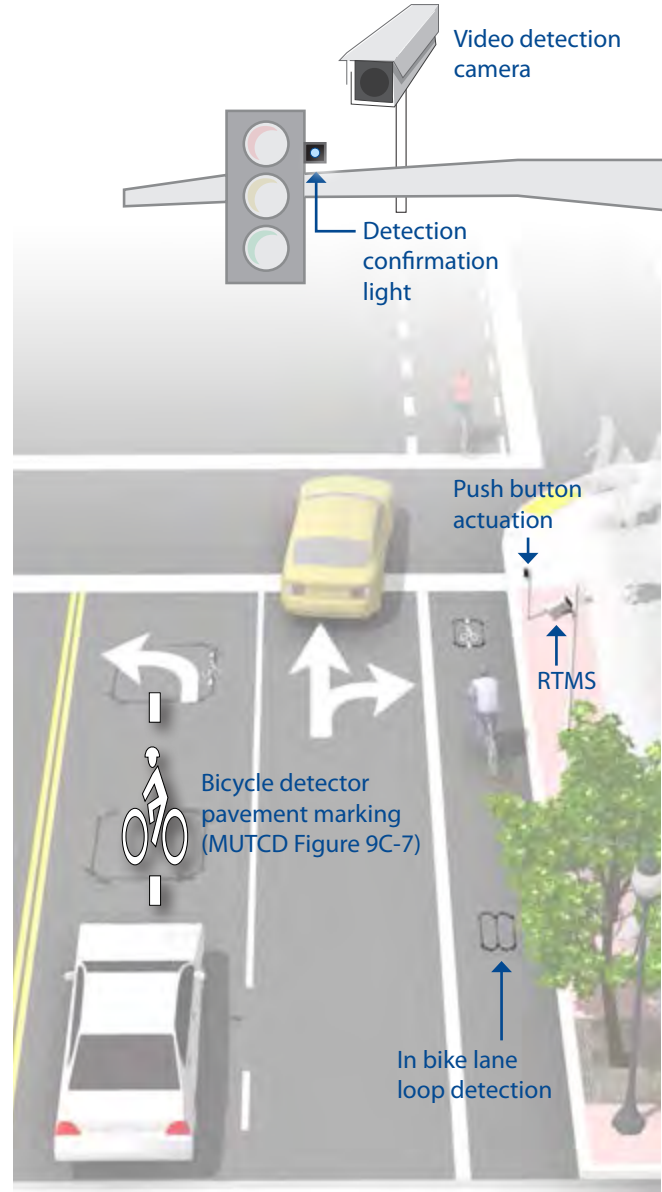 Video detection
camera
Detection
confirmation
light
Push button
actuation
RTMS
Bicycle detector
pavement marking
(MUTCD Figure 9C-7)
In bike lane
loop detection